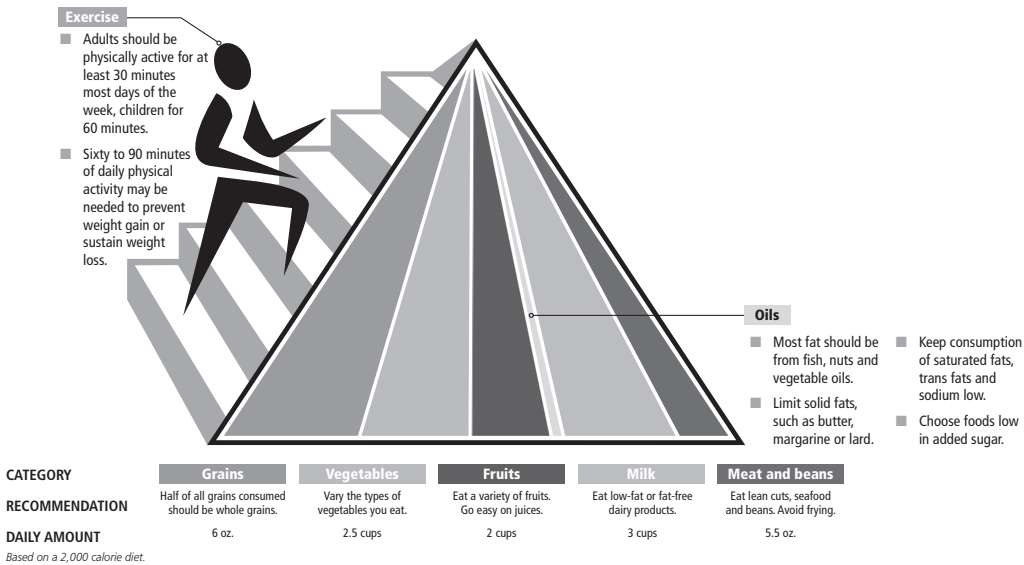 Exercise
Adults should be
physically active for at
least 30 minutes
most days of the
week, children for
60 minutes.
Sixty to 90 minutes
of daily physical
activity may be
needed to prevent
weight gain or
sustain weight
loss.
Oils
Most fat should be
from fish, nuts and
vegetable oils.
Limit solid fats,
such as butter,
margarine or lard.
Keep consumption
of saturated fats,
trans fats and
sodium low.
Choose foods low
in added sugar.
CATEGORY
Grains
Vegetables
Fruits
Milk
Meat and beans
RECOMMENDATION
Half of all grains consumed
should be whole grains.
Vary the types of
vegetables you eat.
Eat a variety of fruits.
Go easy on juices.
Eat low-fat or fat-free
dairy products.
Eat lean cuts, seafood
and beans. Avoid frying.
DAILY AMOUNT
6 oz.
2.5 cups
2 cups
3 cups
5.5 oz.
Based on a 2,000 calorie diet.